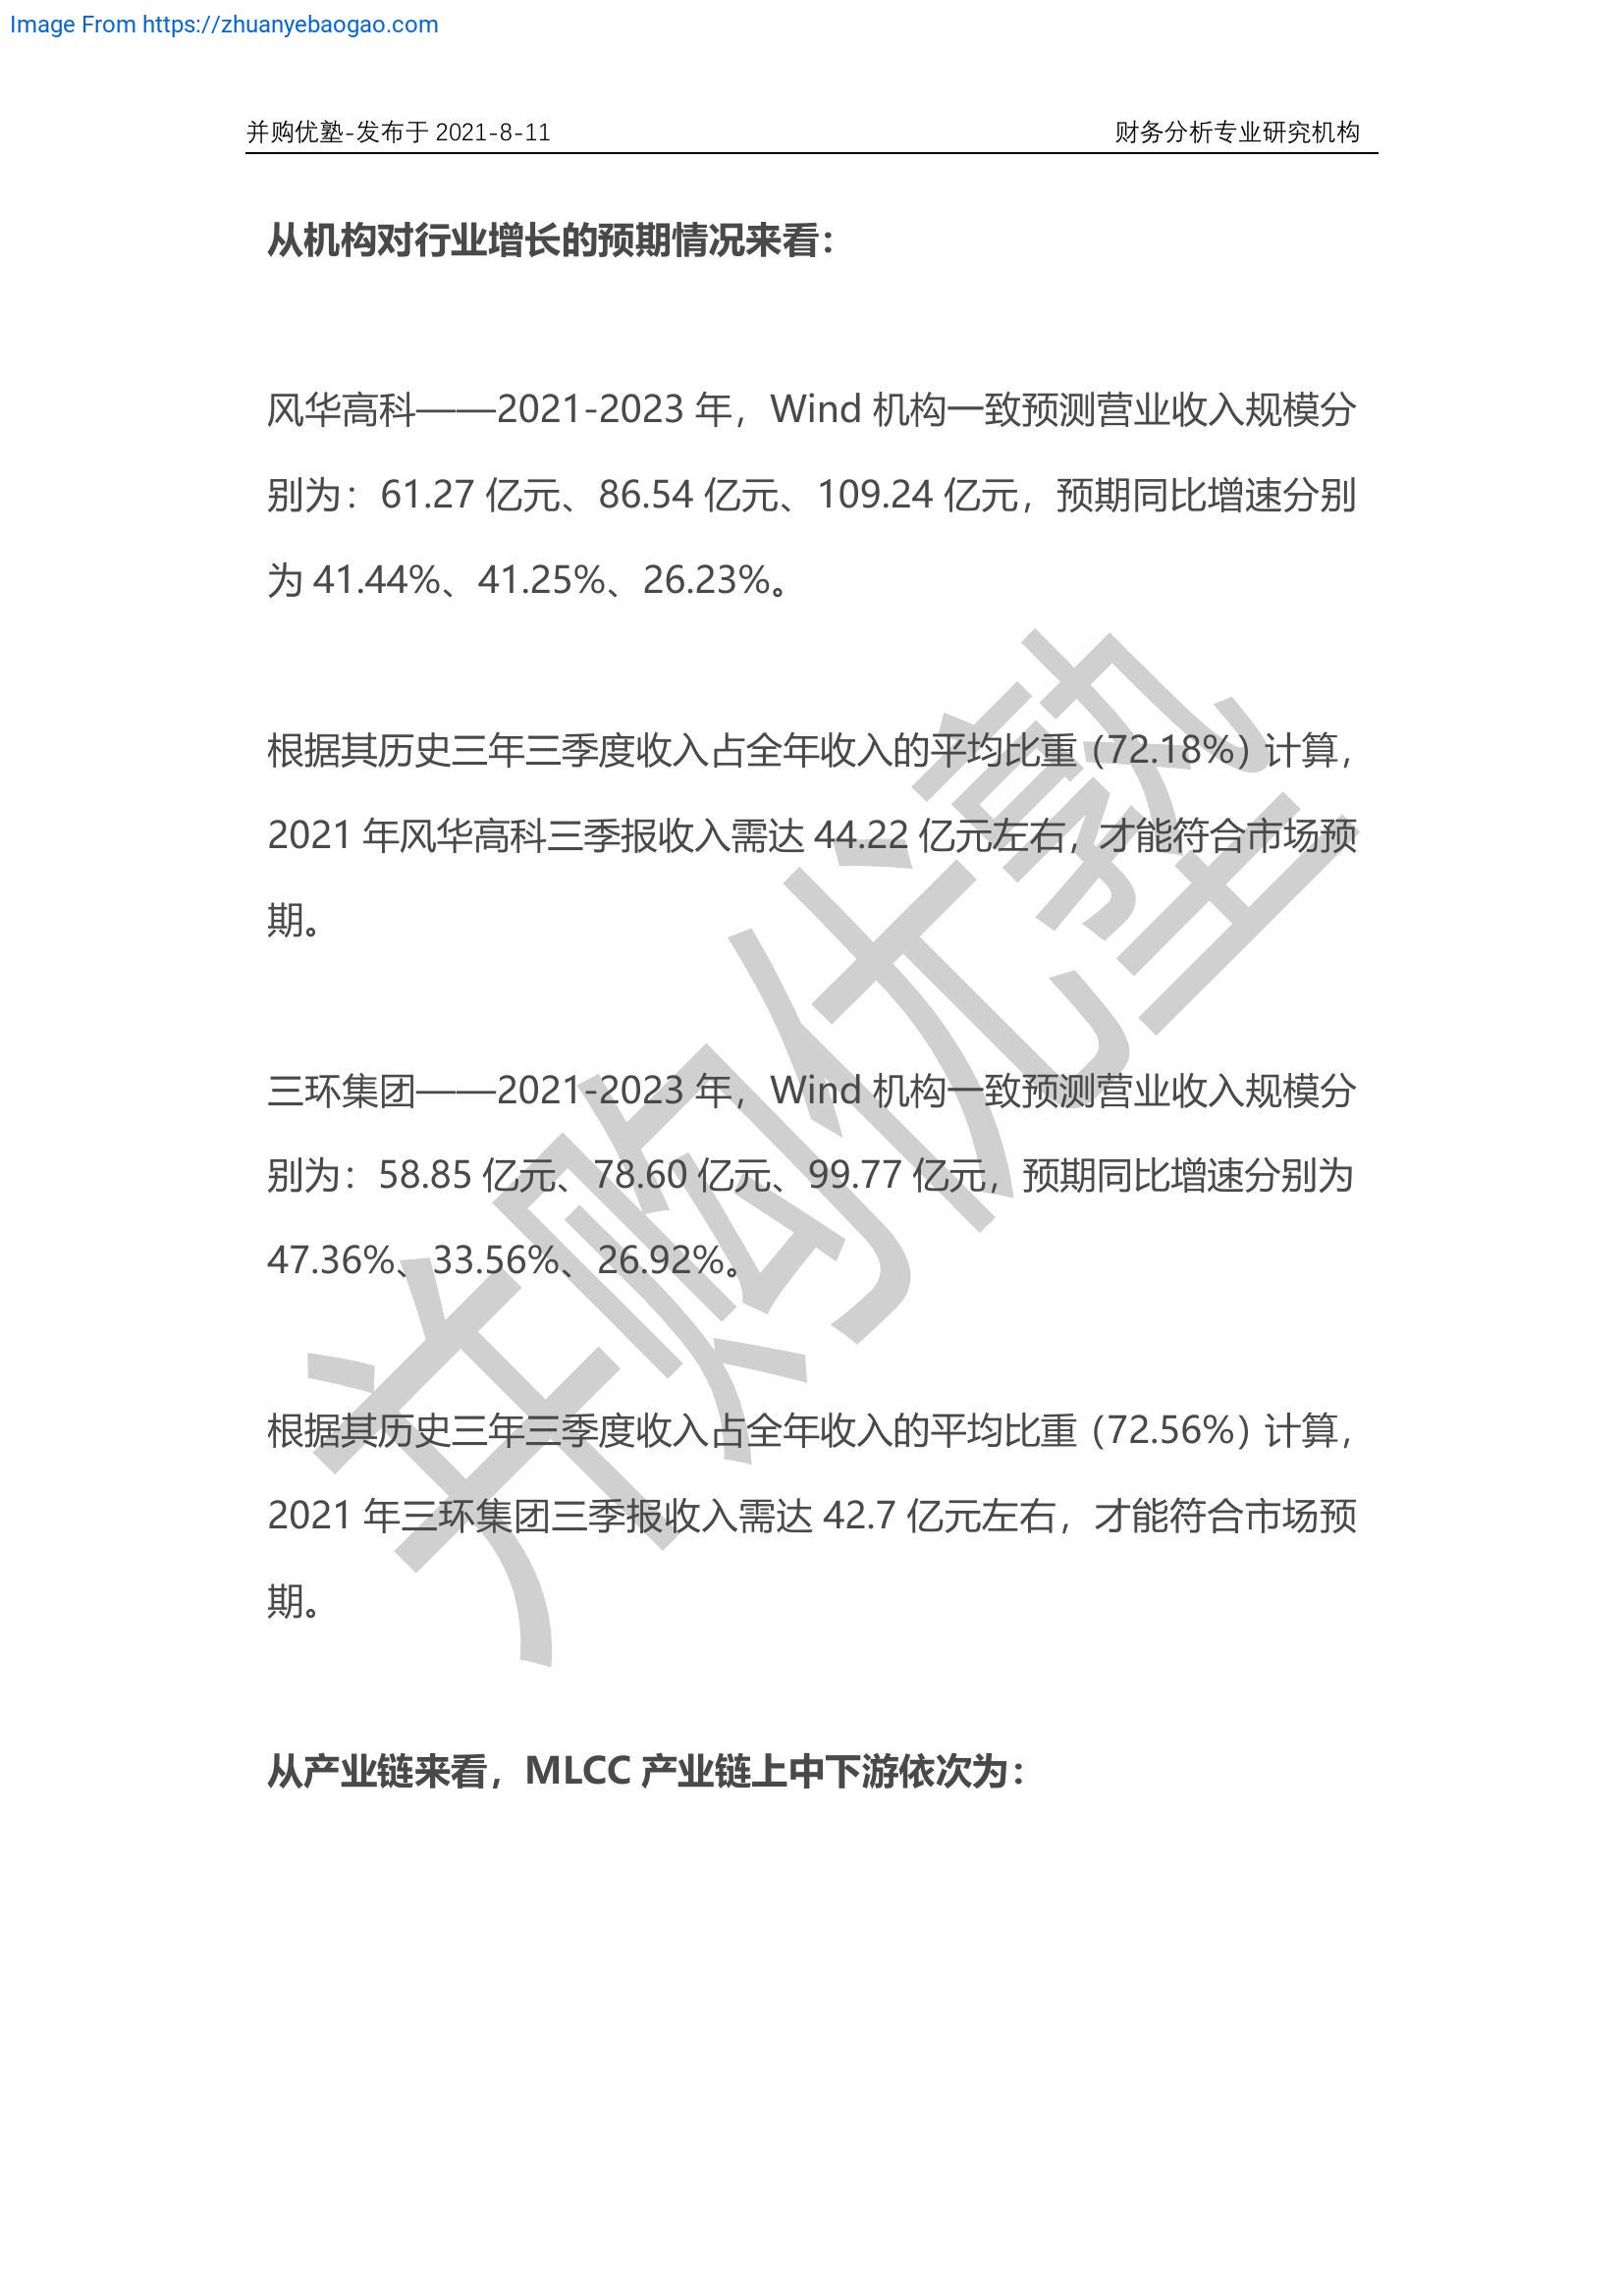 Image From https://zhuanyebaogao.com
并购优塾-发布于 2021-8-11 财务分析专业研究机构
从机构对行业增长的预期情况来看：
风华高科——2021-2023 年，Wind 机构一致预测营业收入规模分
别为：61.27 亿元、86.54 亿元、109.24 亿元，预期同比增速分别
为 41.44%、41.25%、26.23%。
根据其历史三年三季度收入占全年收入的平均比重（72.18%）计算，
2021 年风华高科三季报收入需达 44.22 亿元左右，才能符合市场预
期。
三环集团——2021-2023 年，Wind 机构一致预测营业收入规模分
别为：58.85 亿元、78.60 亿元、99.77 亿元，预期同比增速分别为
47.36%、33.56%、26.92%。
根据其历史三年三季度收入占全年收入的平均比重（72.56%）计算，
2021 年三环集团三季报收入需达 42.7 亿元左右，才能符合市场预
期。
从产业链来看，MLCC 产业链上中下游依次为：
并购优塾